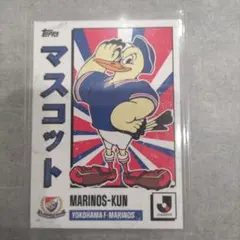 Topps
マスコット
MARINOS-KUN
YOKOHAMA F·MARINOS